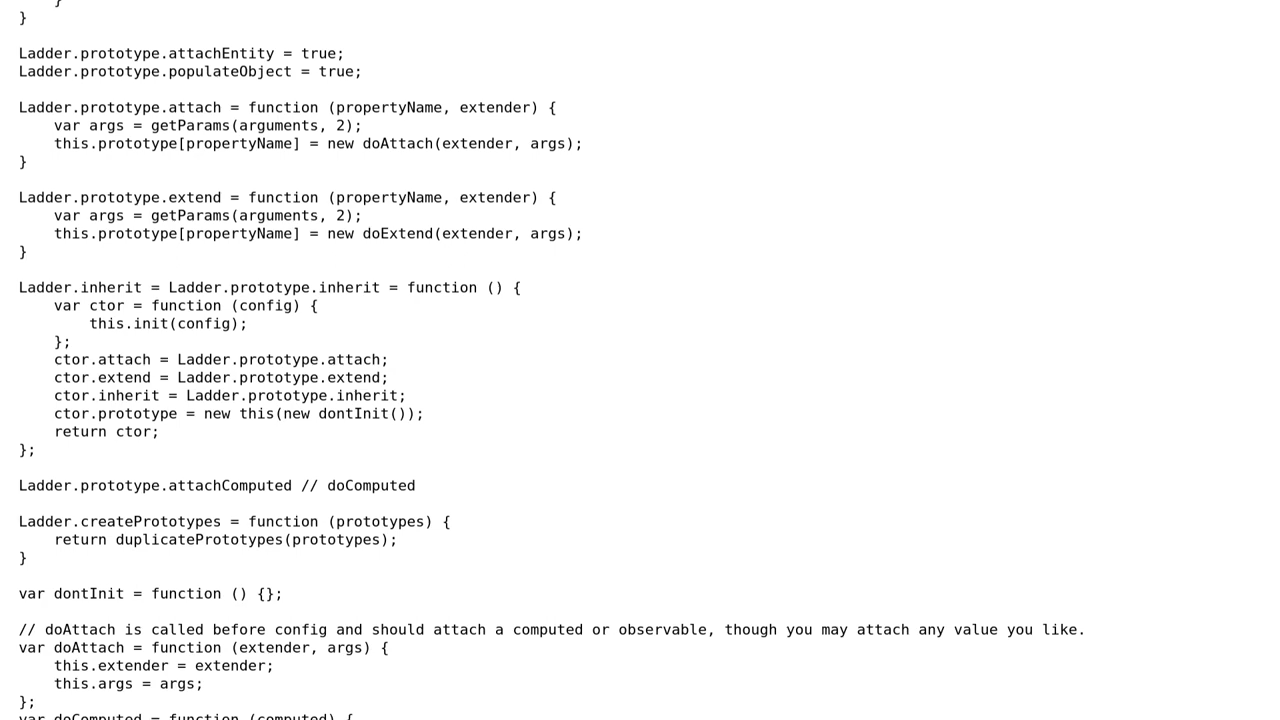 }
}
Ladder.prototype.attachEntity = true;
Ladder.prototype.populateObject = true;
Ladder.prototype.attach = function (propertyName, extender) {
    var args = getParams(arguments, 2);
    this.prototype[propertyName] = new doAttach(extender, args);
}
Ladder.prototype.extend = function (propertyName, extender) {
    var args = getParams(arguments, 2);
    this.prototype[propertyName] = new doExtend(extender, args);
}
Ladder.inherit = Ladder.prototype.inherit = function () {
    var ctor = function (config) {
        this.init(config);
    };
    ctor.attach = Ladder.prototype.attach;
    ctor.extend = Ladder.prototype.extend;
    ctor.inherit = Ladder.prototype.inherit;
    ctor.prototype = new this(new dontInit());
    return ctor;
};
Ladder.prototype.attachComputed // doComputed
Ladder.createPrototypes = function (prototypes) {
    return duplicatePrototypes(prototypes);
}
var dontInit = function () {};
// doAttach is called before config and should attach a computed or observable, though you may attach any value you like.
var doAttach = function (extender, args) {
    this.extender = extender;
    this.args = args;
};
var doComputed = function (computed) {